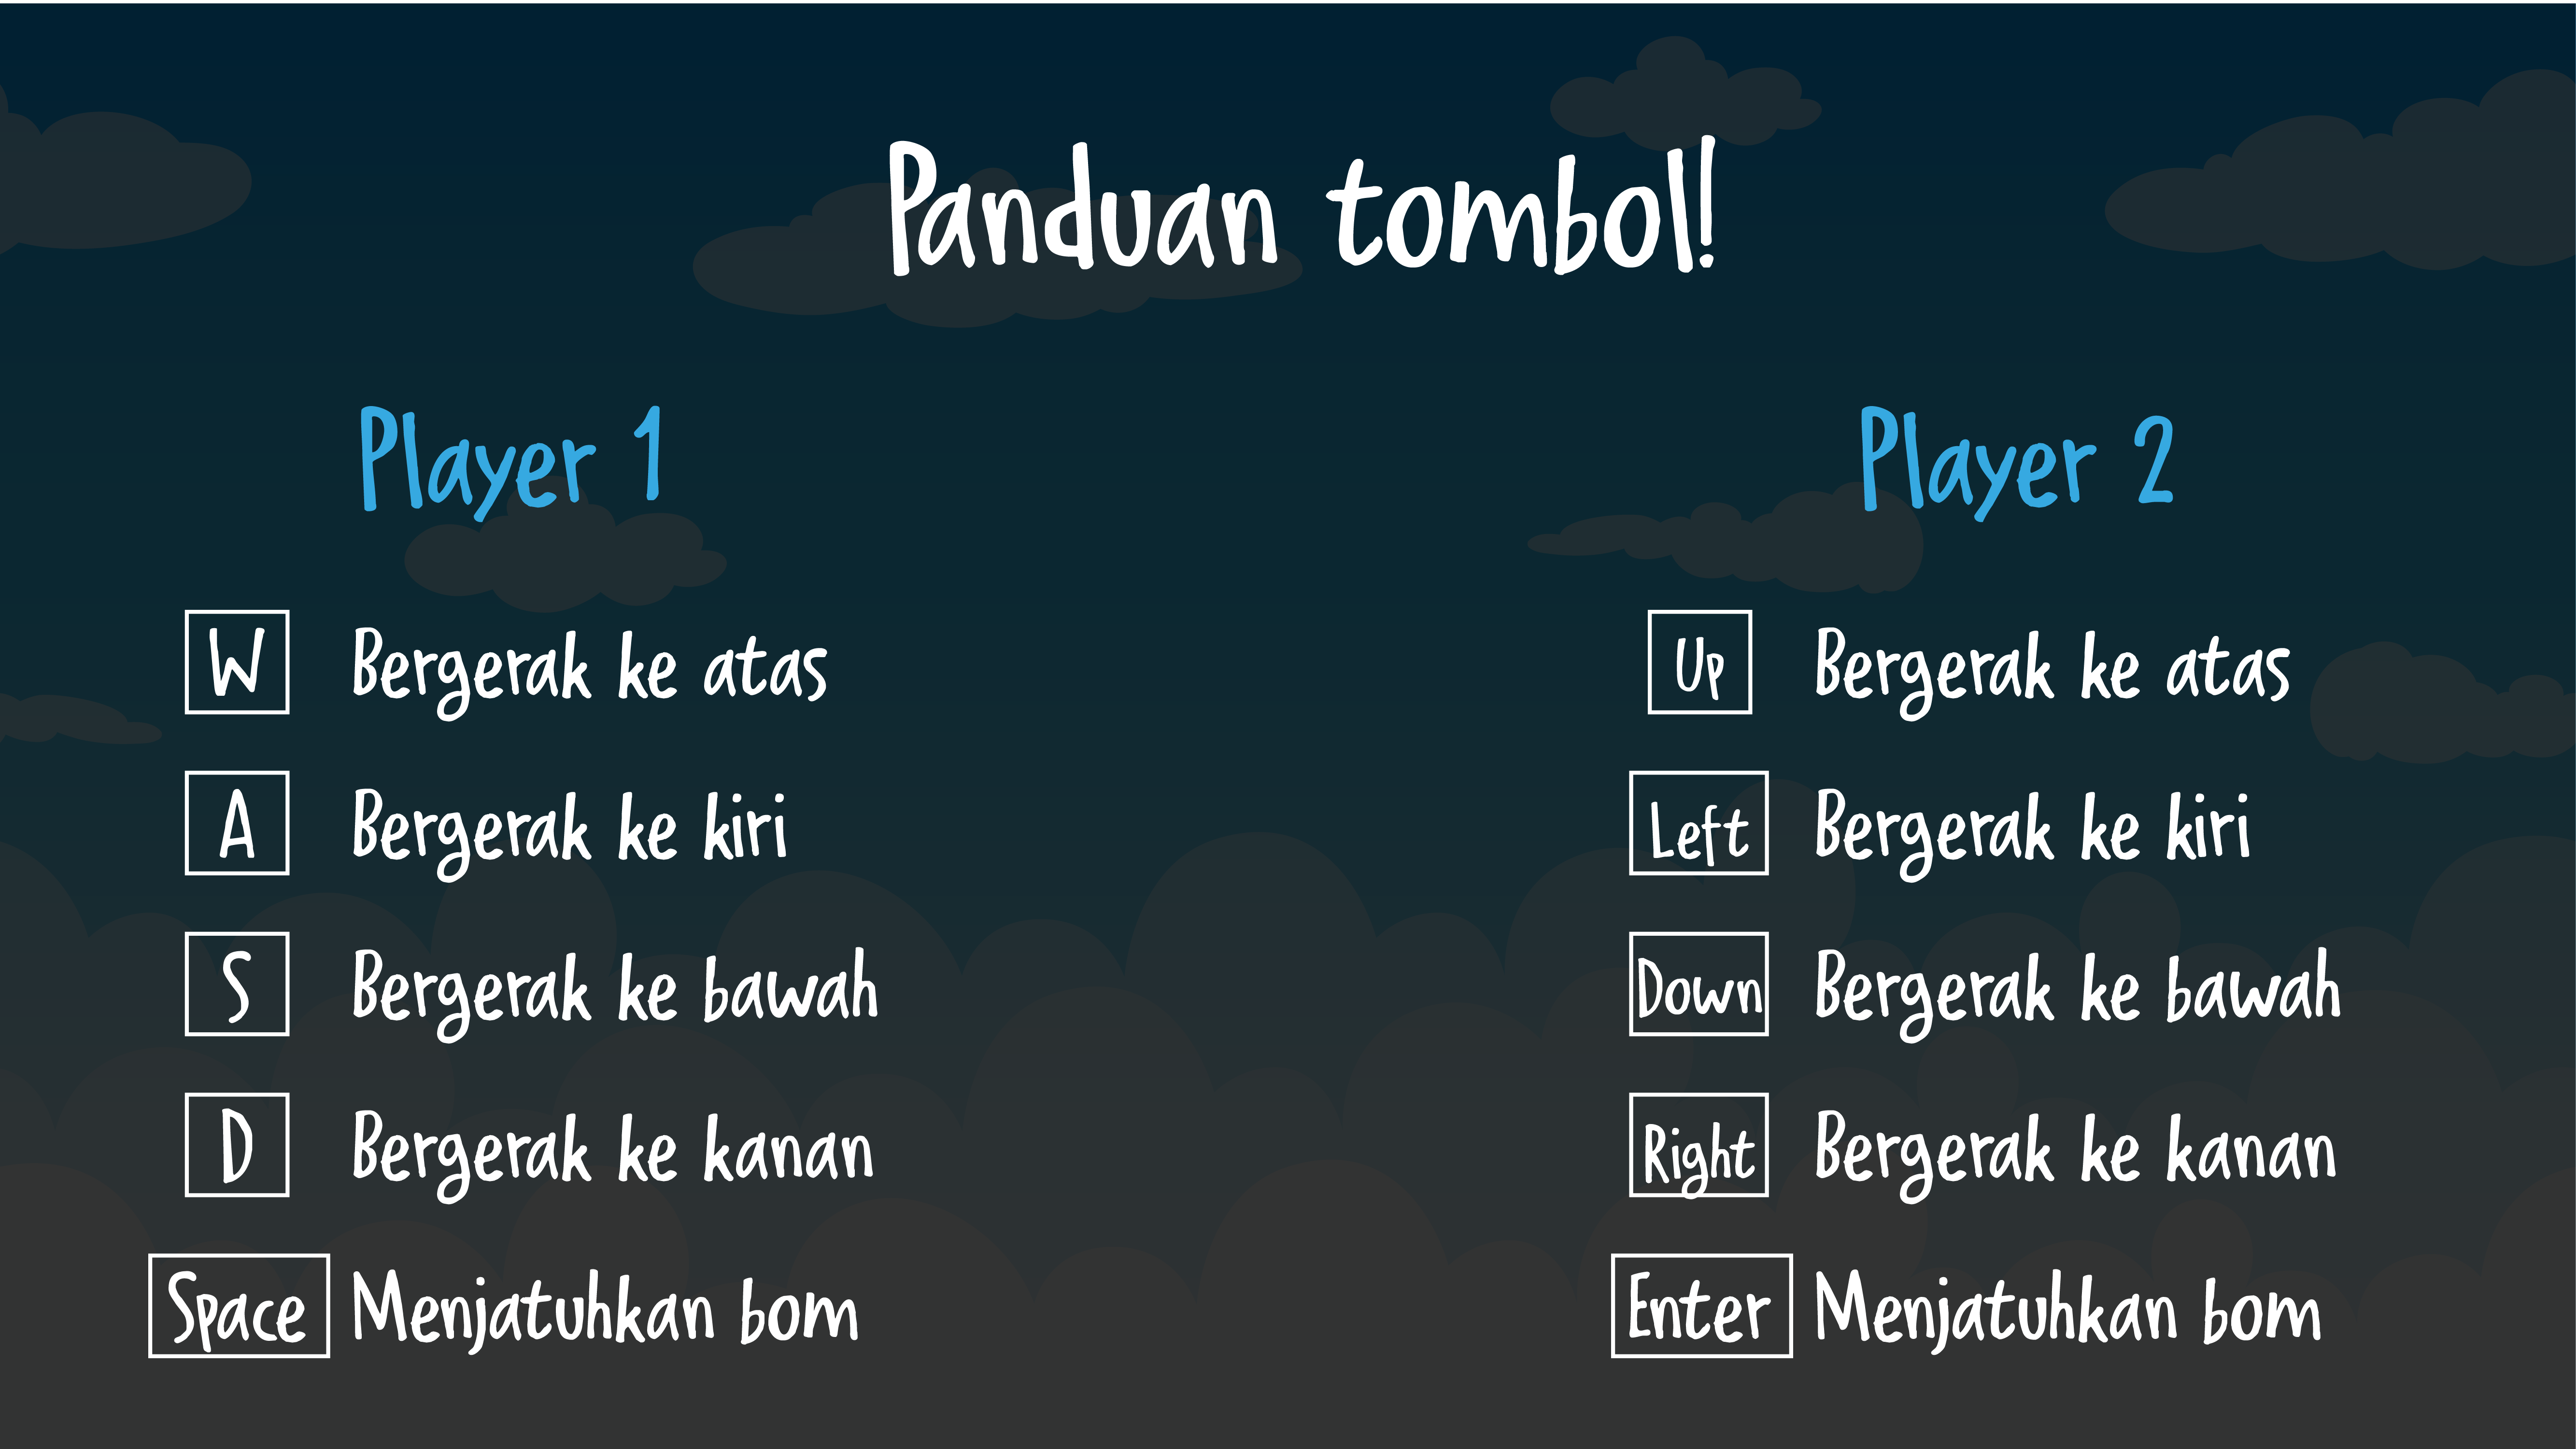 Panduan tombol!
Player 1
W Bergerak ke atas
A Bergerak ke kiri
S Bergerak ke bawah
D Bergerak ke kanan
Space Menjatuhkan bom
Player 2
Up Bergerak ke atas
Left Bergerak ke kiri
Down Bergerak ke bawah
Right Bergerak ke kanan
Enter Menjatuhkan bom